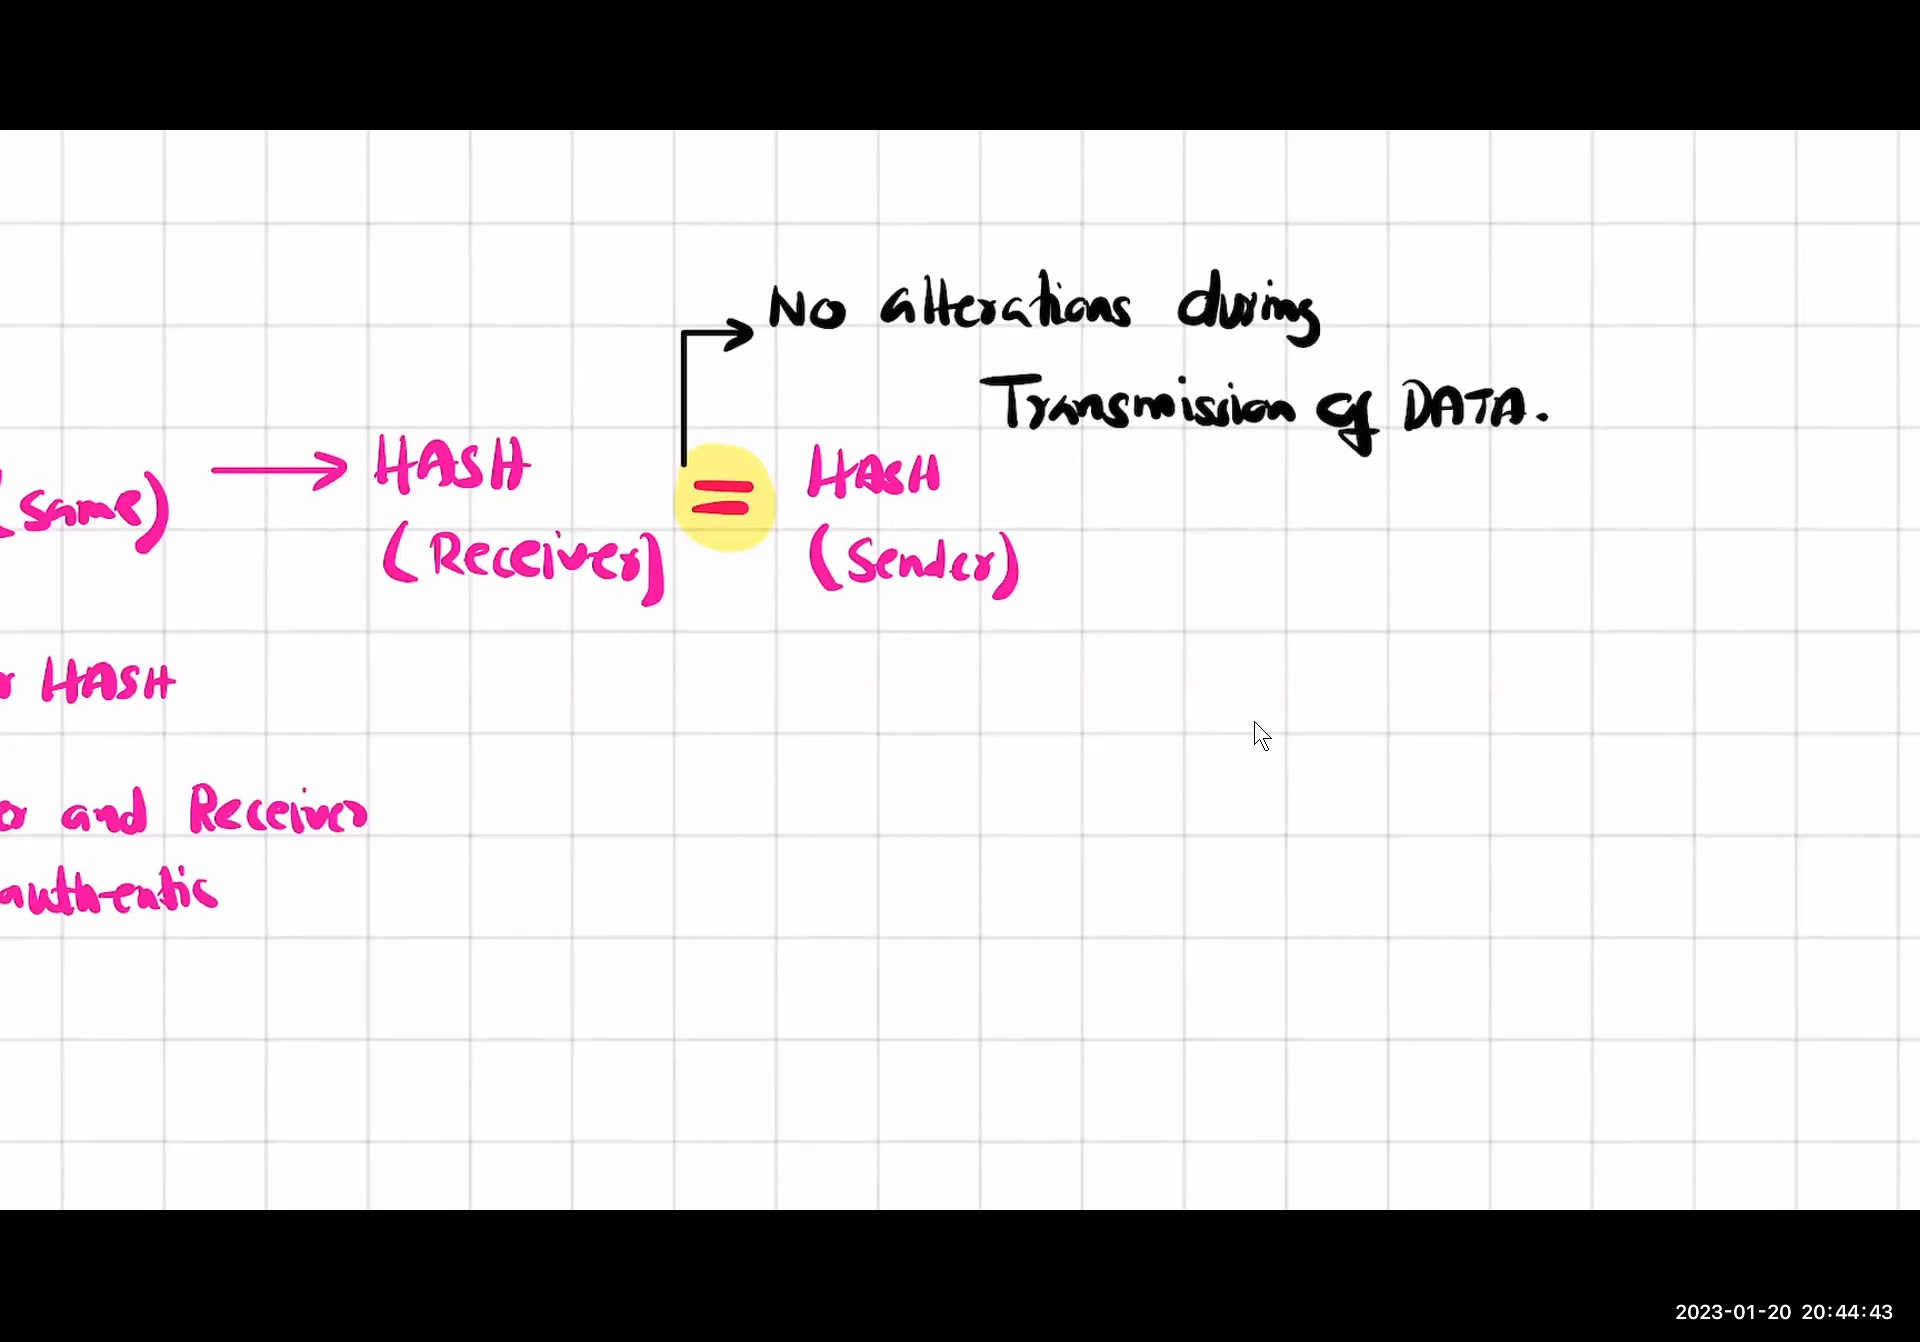 No alterations during
Transmission of DATA.
(same) → HASH = HASH
(Receiver) (Sender)
HASH
and Receiver
authentic
2023-01-20 20:44:43